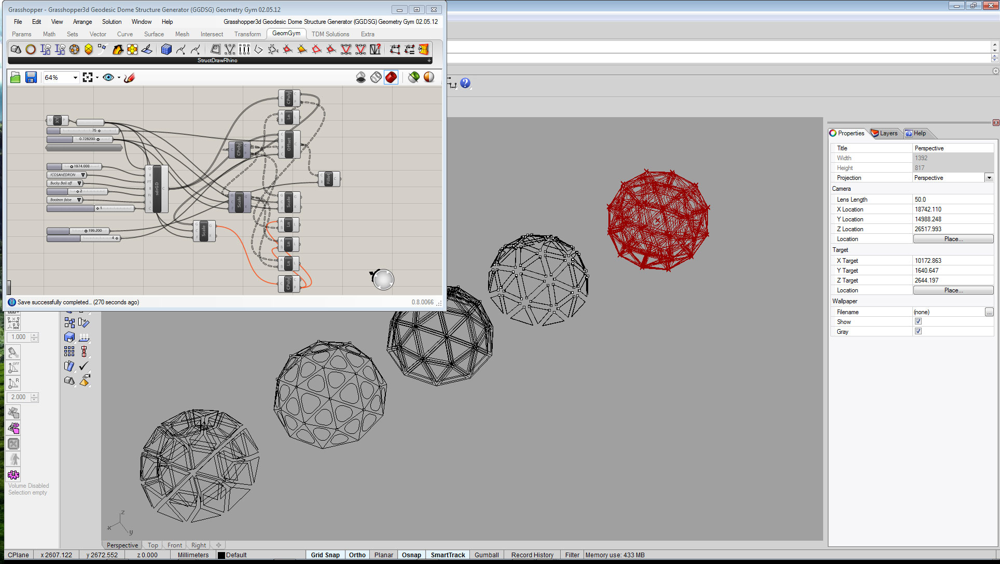 Grasshopper - Grasshopper3d Geodesic Dome Structure Generator (GGDSG) Geometry Gym 02.05.12
File Edit View Arrange Solution Window Help Grasshopper3d Geodesic Dome Structure Generator (GGDSG) Geometry Gym 02.05.12
Params Math Sets Vector Curve Surface Mesh Intersect Transform GeomGym TDM Solutions Extra
StructDrawRhino
64%
CPoly
Ln
XY
75
0.728200
Offset
CPoly
1974.000
ICOSAHEDRON
Bucky Ball off
2
Boolean false
1
sdrGD
Fillet
Scale
Scale
199.200
4
Scale
Ln
Ln
Ln
CPoly
Save successfully completed... (270 seconds ago) 0.8.0066
1.000
OFF
R
2.000
Volume Disabled
Selection empty
z
x
y
Perspective Top Front Right
Properties Layers Help
Title Perspective
Width 1392
Height 817
Projection Perspective
Camera
Lens Length 50.0
X Location 18742.110
Y Location 14988.248
Z Location 26517.993
Location Place...
Target
X Target 10172.863
Y Target 1640.647
Z Target 2644.197
Location Place...
Wallpaper
Filename (none) ...
Show
Gray
CPlane x 2607.122 y 2672.552 z 0.000 Millimeters Default Grid Snap Ortho Planar Osnap SmartTrack Gumball Record History Filter Memory use: 433 MB